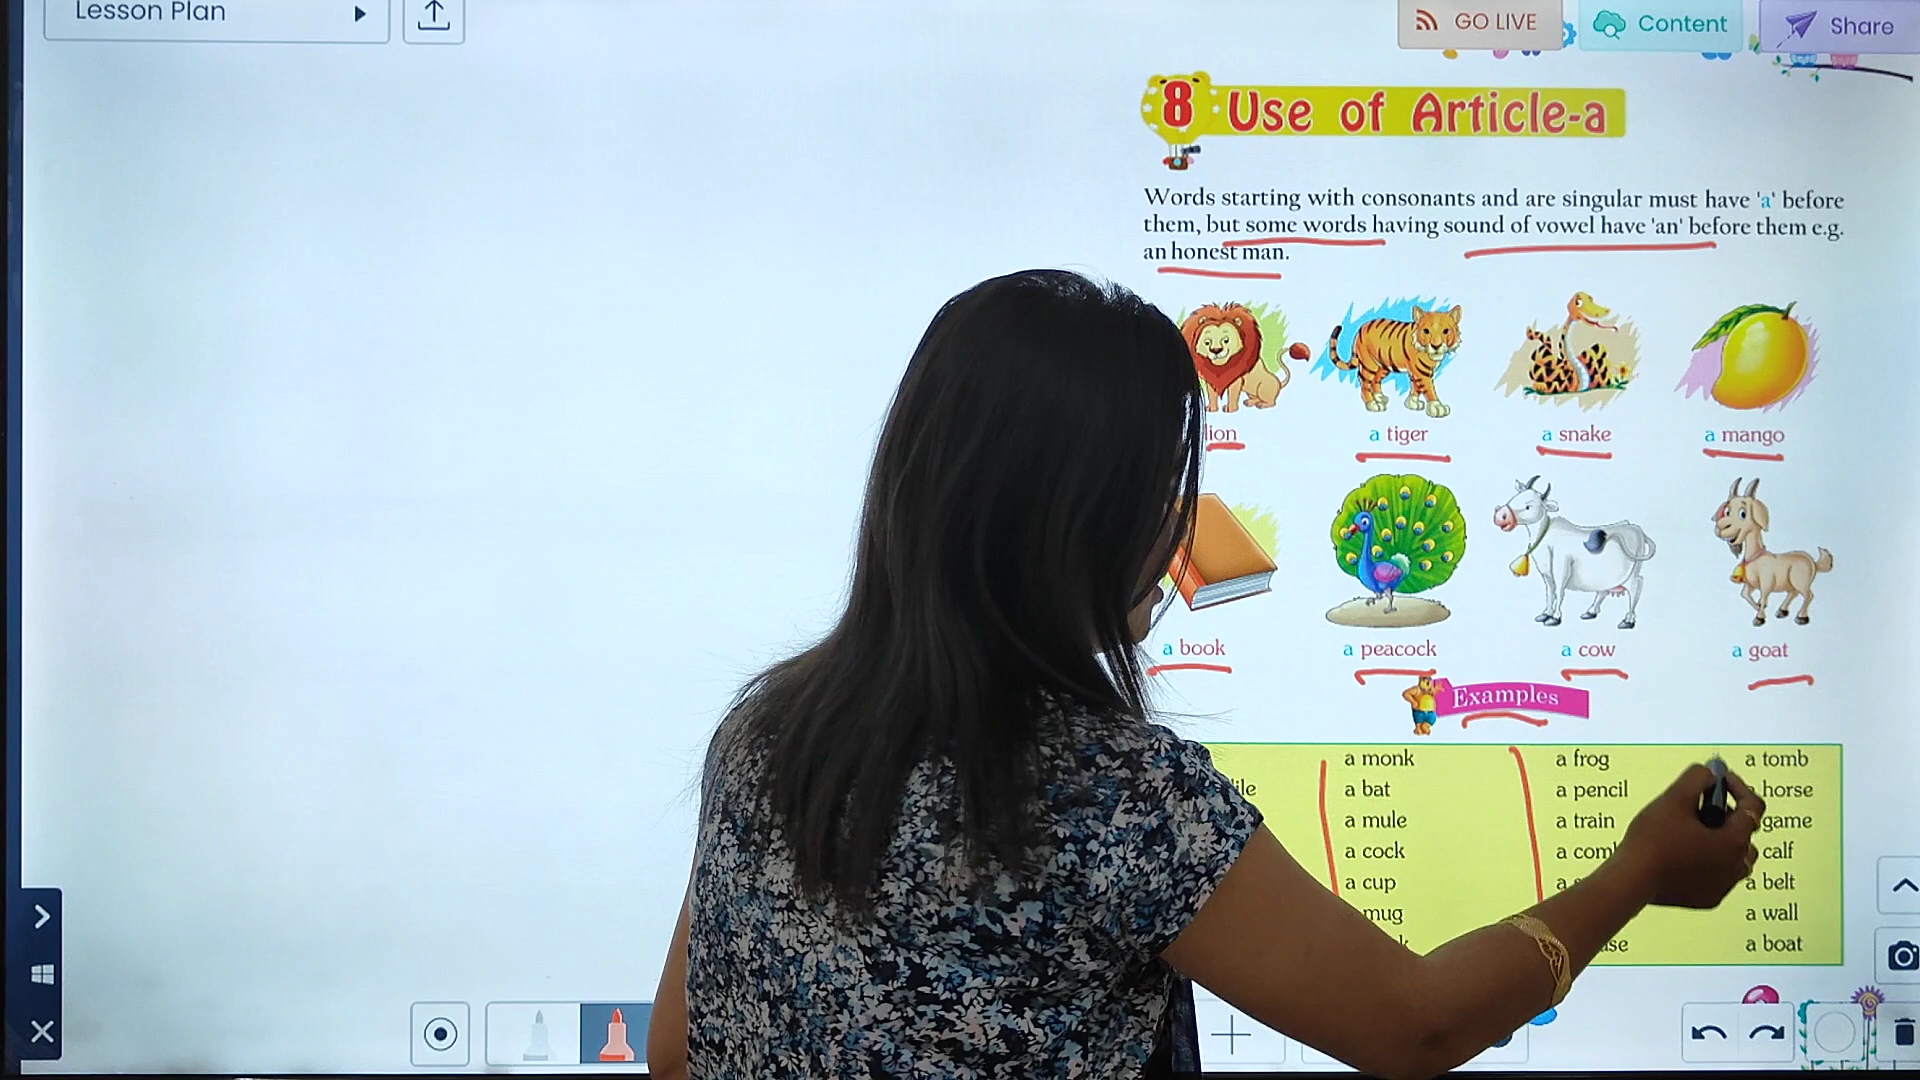 Lesson Plan
GO LIVE
Content
Share
8 Use of Article-a
Words starting with consonants and are singular must have 'a' before
them, but some words having sound of vowel have 'an' before them e.g.
an honest man.
lion
a tiger
a snake
a mango
a book
a peacock
a cow
a goat
Examples
a monk
a bat
a mule
a cock
a cup
mug
a frog
a pencil
a train
a tomb
horse
game
calf
a belt
a wall
a boat